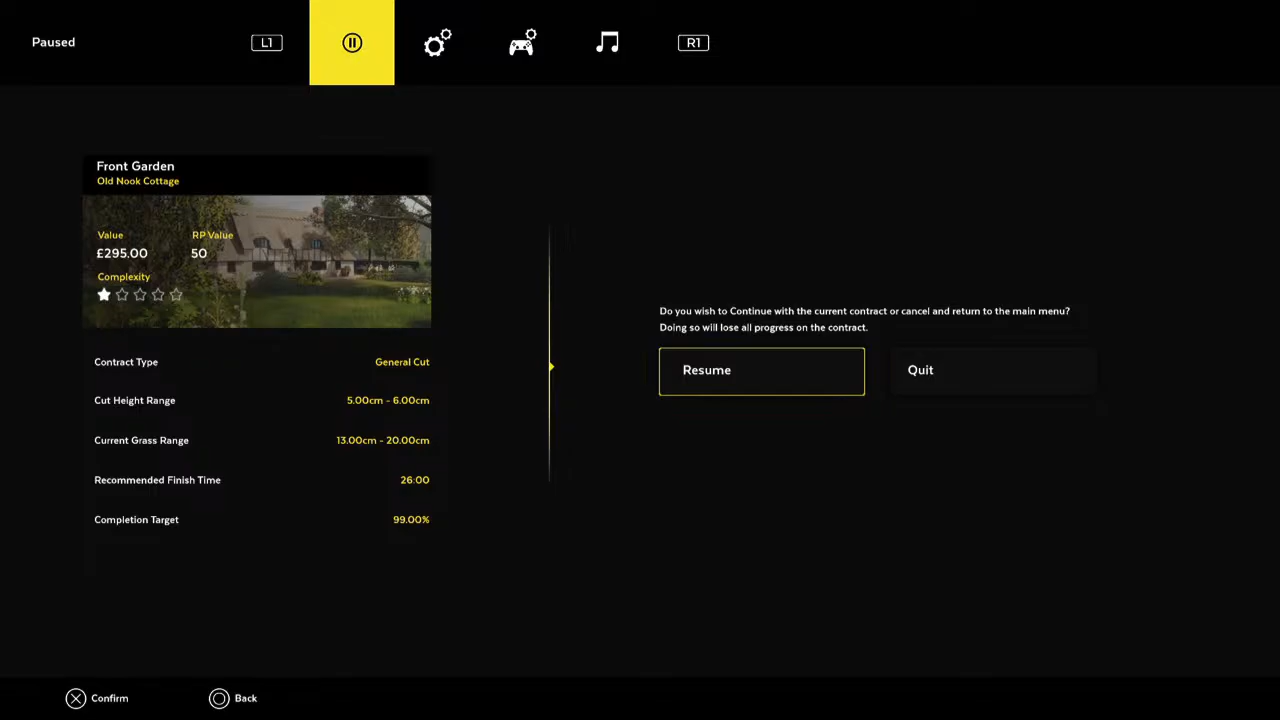 Paused
L1
R1
Front Garden
Old Nook Cottage
Value
RP Value
£295.00
50
Complexity
Contract Type
General Cut
Cut Height Range
5.00cm - 6.00cm
Current Grass Range
13.00cm - 20.00cm
Recommended Finish Time
26:00
Completion Target
99.00%
Do you wish to Continue with the current contract or cancel and return to the main menu?
Doing so will lose all progress on the contract.
Resume
Quit
Confirm
Back